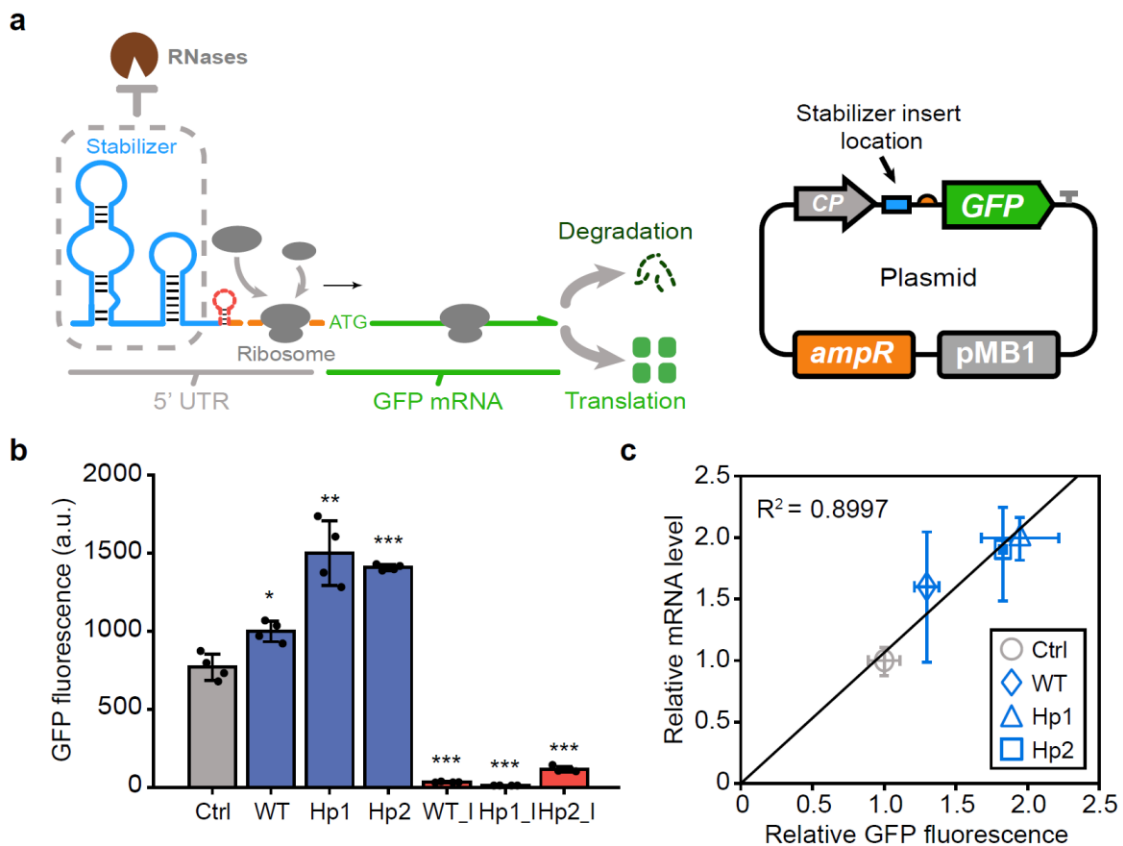 a
RNases
Stabilizer
ATG
Ribosome
5' UTR
GFP mRNA
Degradation
Translation
Stabilizer insert
location
CP
GFP
Plasmid
ampR
pMB1
b
GFP fluorescence (a.u.)
2000
1500
1000
500
0
*
**
***
***
***
***
Ctrl
WT
Hp1
Hp2
WT_I
Hp1_I
Hp2_I
c
R² = 0.8997
Relative mRNA level
2.5
2.0
1.5
1.0
0.5
0
Ctrl
WT
Hp1
Hp2
0
0.5
1.0
1.5
2.0
2.5
Relative GFP fluorescence